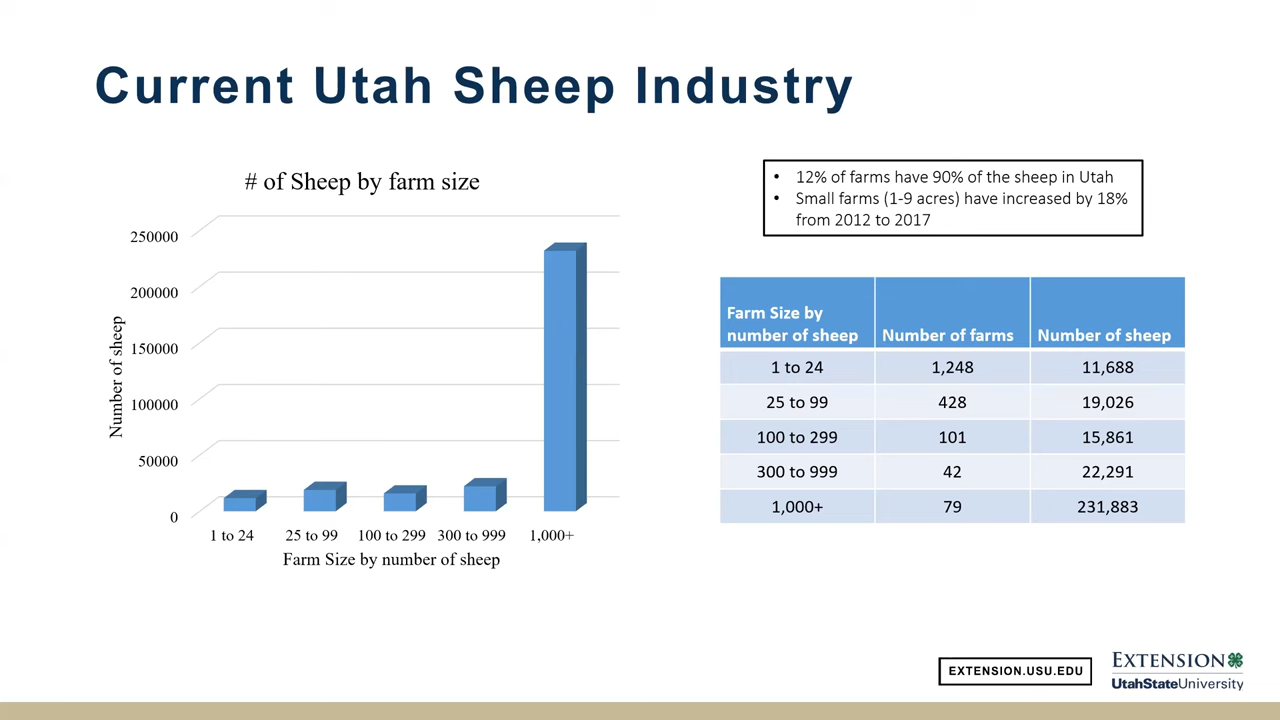 Current Utah Sheep Industry
# of Sheep by farm size
250000
200000
150000
100000
50000
0
Number of sheep
1 to 24 25 to 99 100 to 299 300 to 999 1,000+
Farm Size by number of sheep
• 12% of farms have 90% of the sheep in Utah
• Small farms (1-9 acres) have increased by 18%
from 2012 to 2017
Farm Size by
number of sheep Number of farms Number of sheep
1 to 24 1,248 11,688
25 to 99 428 19,026
100 to 299 101 15,861
300 to 999 42 22,291
1,000+ 79 231,883
EXTENSION.USU.EDU
EXTENSION
UtahStateUniversity